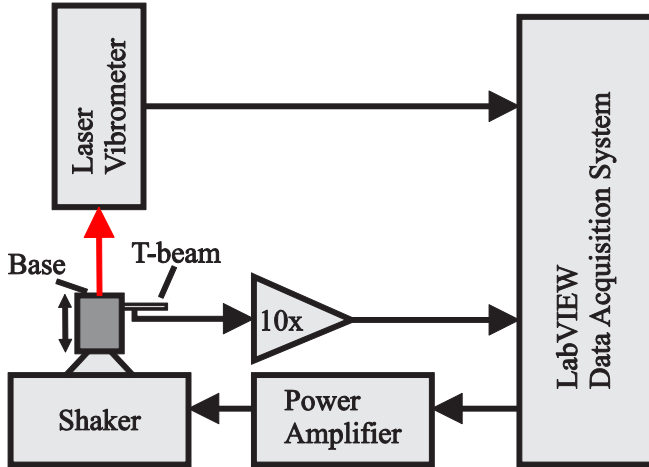 Laser
Vibrometer
Base
T-beam
10x
LabVIEW
Data Acquisition System
Shaker
Power
Amplifier